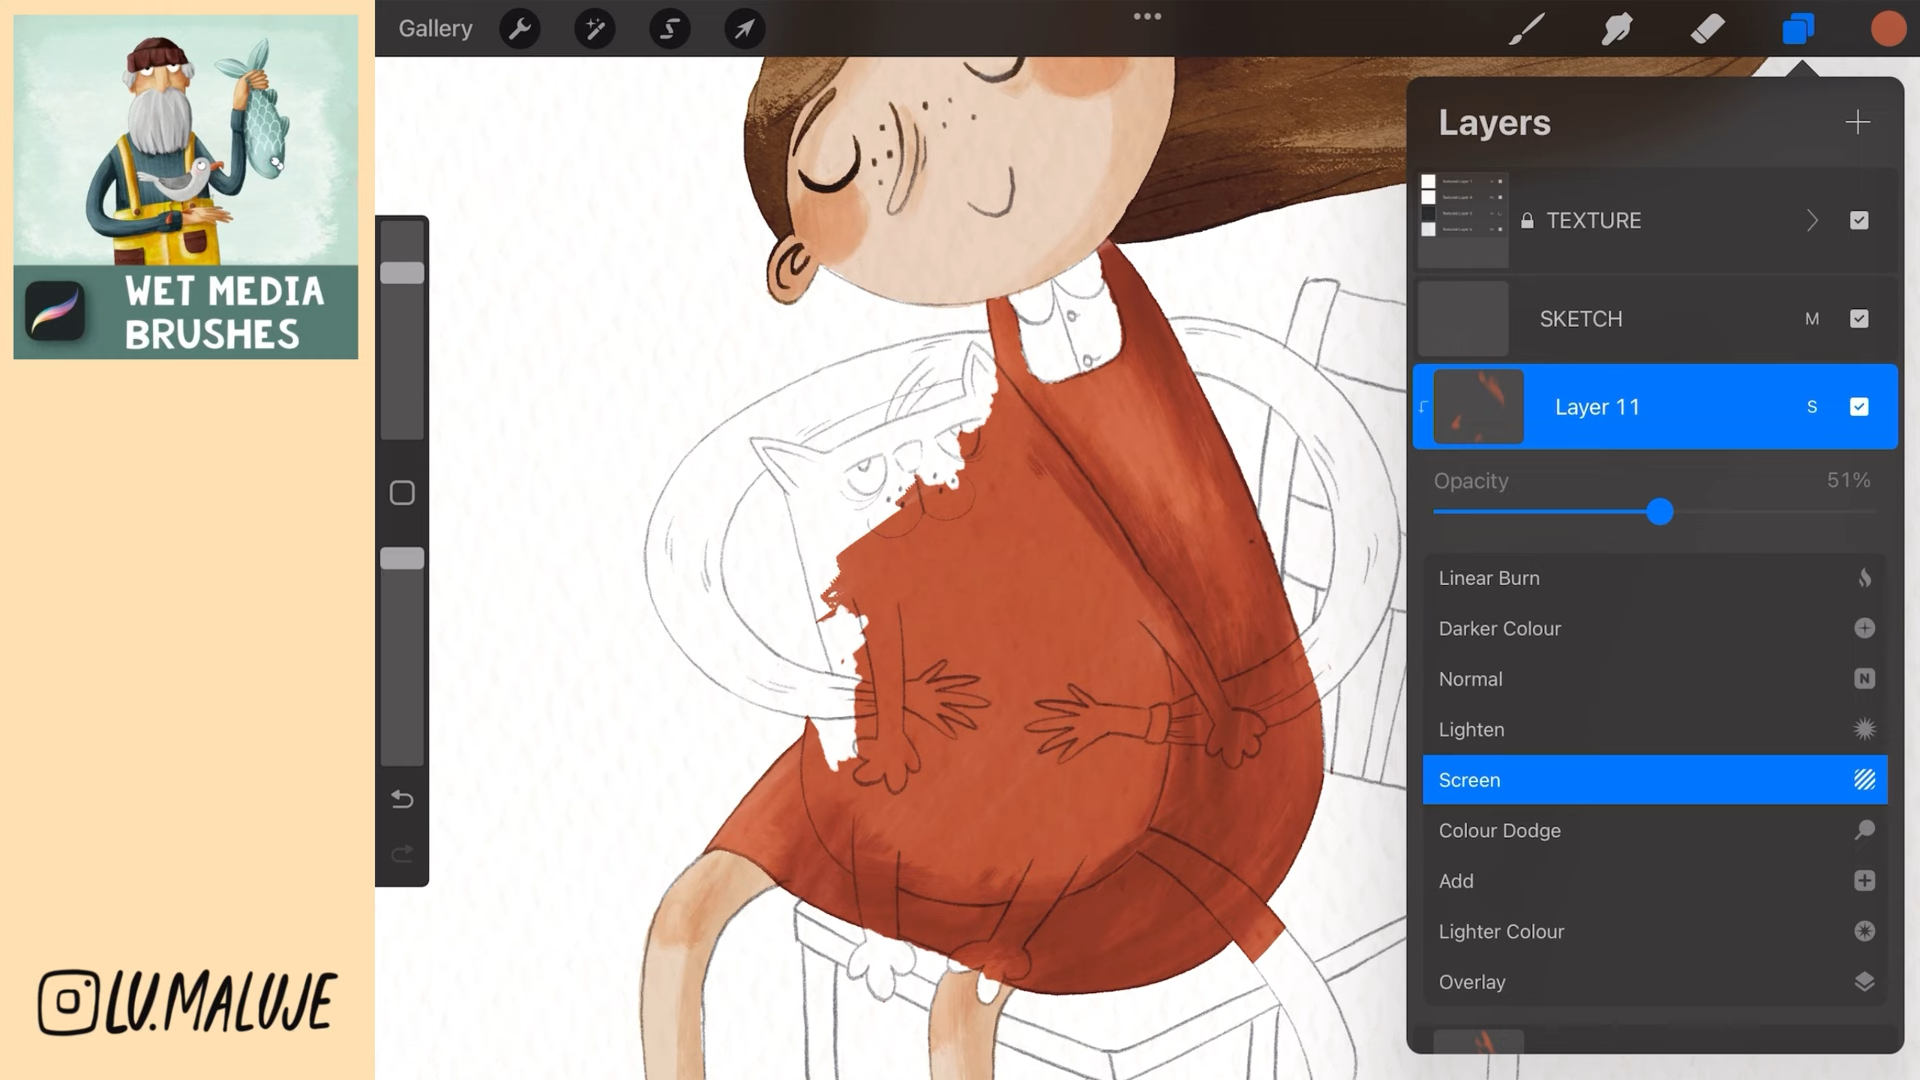 WET MEDIA
BRUSHES
LU.MALUJE
Gallery
Layers
TEXTURE
SKETCH M
Layer 11 S
Opacity 51%
Linear Burn
Darker Colour
Normal N
Lighten
Screen
Colour Dodge
Add
Lighter Colour
Overlay